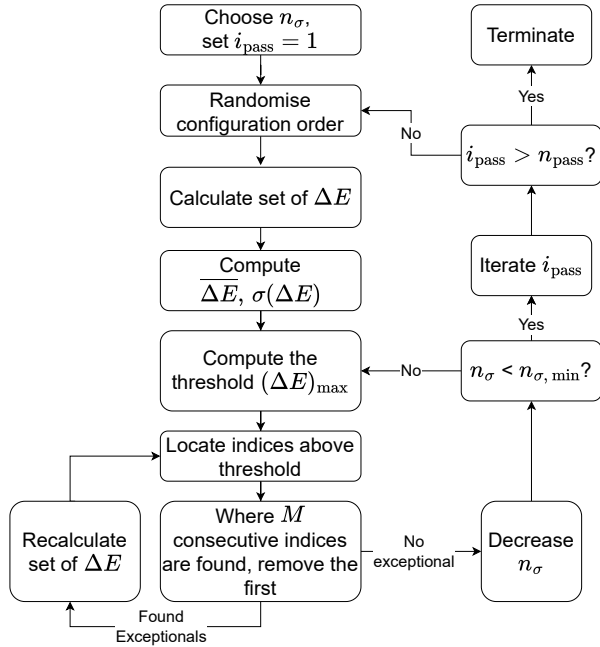 Choose $n_\sigma$,
set $i_{\text{pass}} = 1$
Randomise
configuration order
Calculate set of $\Delta E$
Compute
$\overline{\Delta E}$, $\sigma(\Delta E)$
Compute the
threshold $(\Delta E)_{\text{max}}$
Locate indices above
threshold
Where $M$
consecutive indices
are found, remove the
first
Found
Exceptionals
Recalculate
set of $\Delta E$
No
exceptional
Decrease
$n_\sigma$
$n_\sigma$ < $n_{\sigma,\text{min}}$?
No
Yes
Iterate $i_{\text{pass}}$
$i_{\text{pass}} > n_{\text{pass}}$?
No
Yes
Terminate